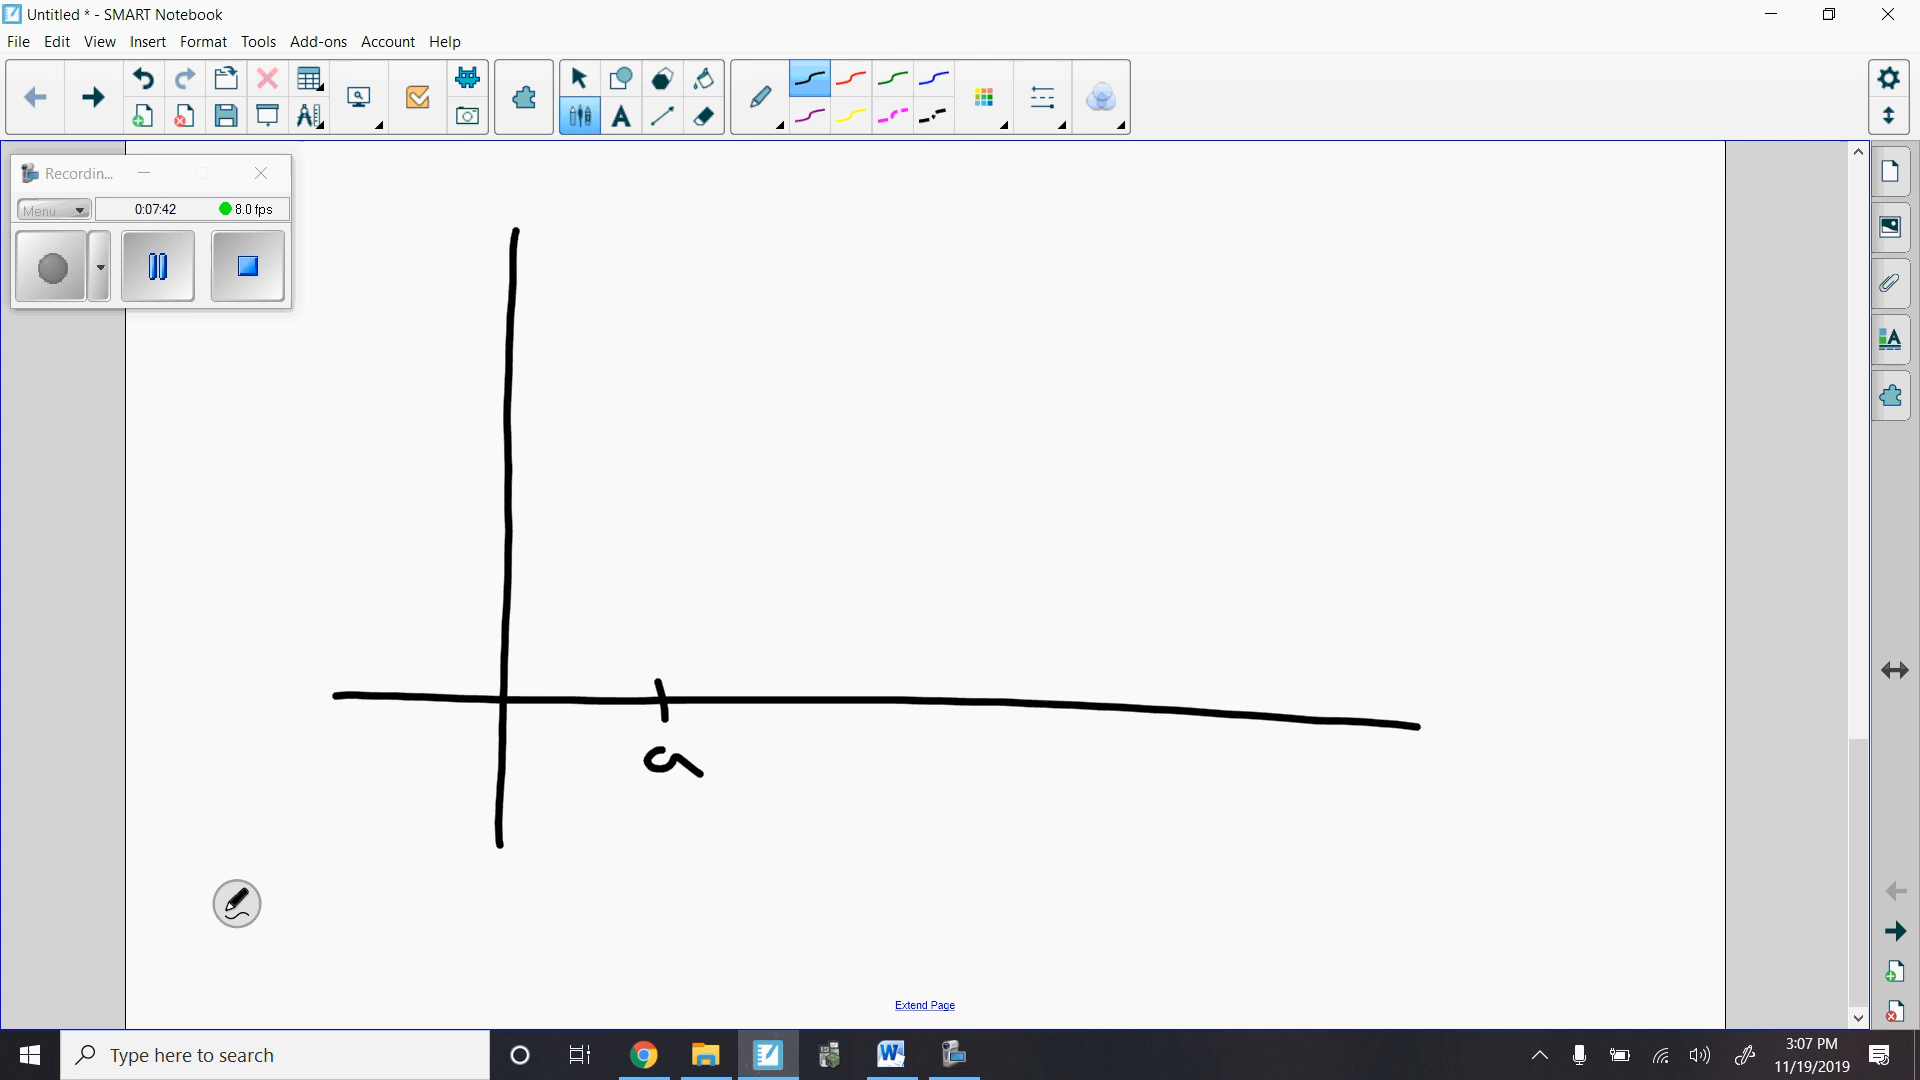 Untitled * - SMART Notebook
File Edit View Insert Format Tools Add-ons Account Help
Recordin...
Menu 0:07:42 8.0 fps
a
Extend Page
Type here to search
3:07 PM
11/19/2019